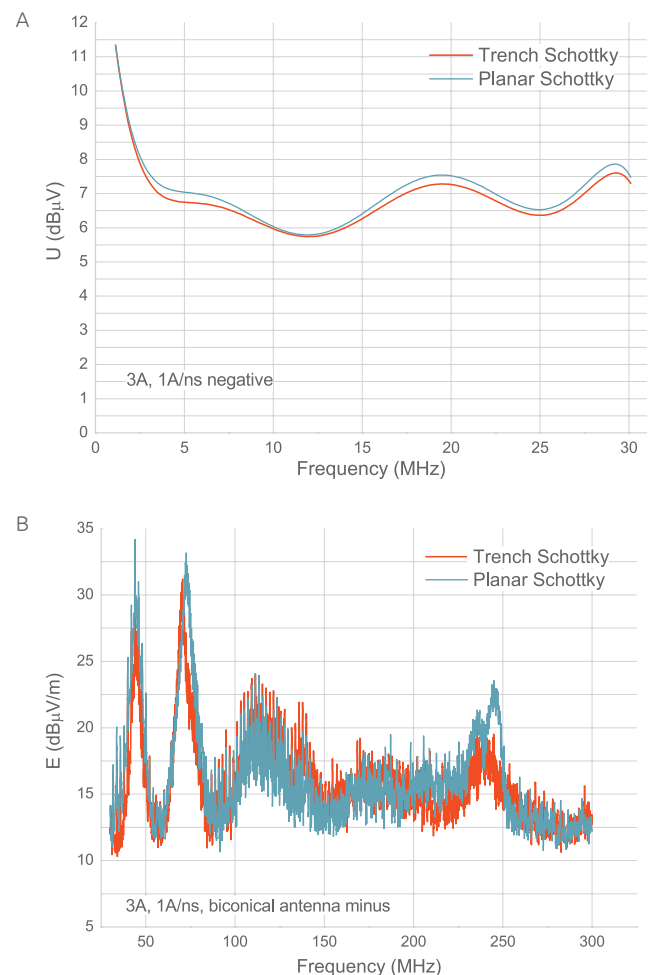 A
12
11
10
9
8
7
6
5
4
3
2
1
0
U (dBµV)
Trench Schottky
Planar Schottky
3A, 1A/ns negative
0 5 10 15 20 25 30
Frequency (MHz)
B
35
30
25
20
15
10
5
E (dBµV/m)
Trench Schottky
Planar Schottky
3A, 1A/ns, biconical antenna minus
50 100 150 200 250 300
Frequency (MHz)